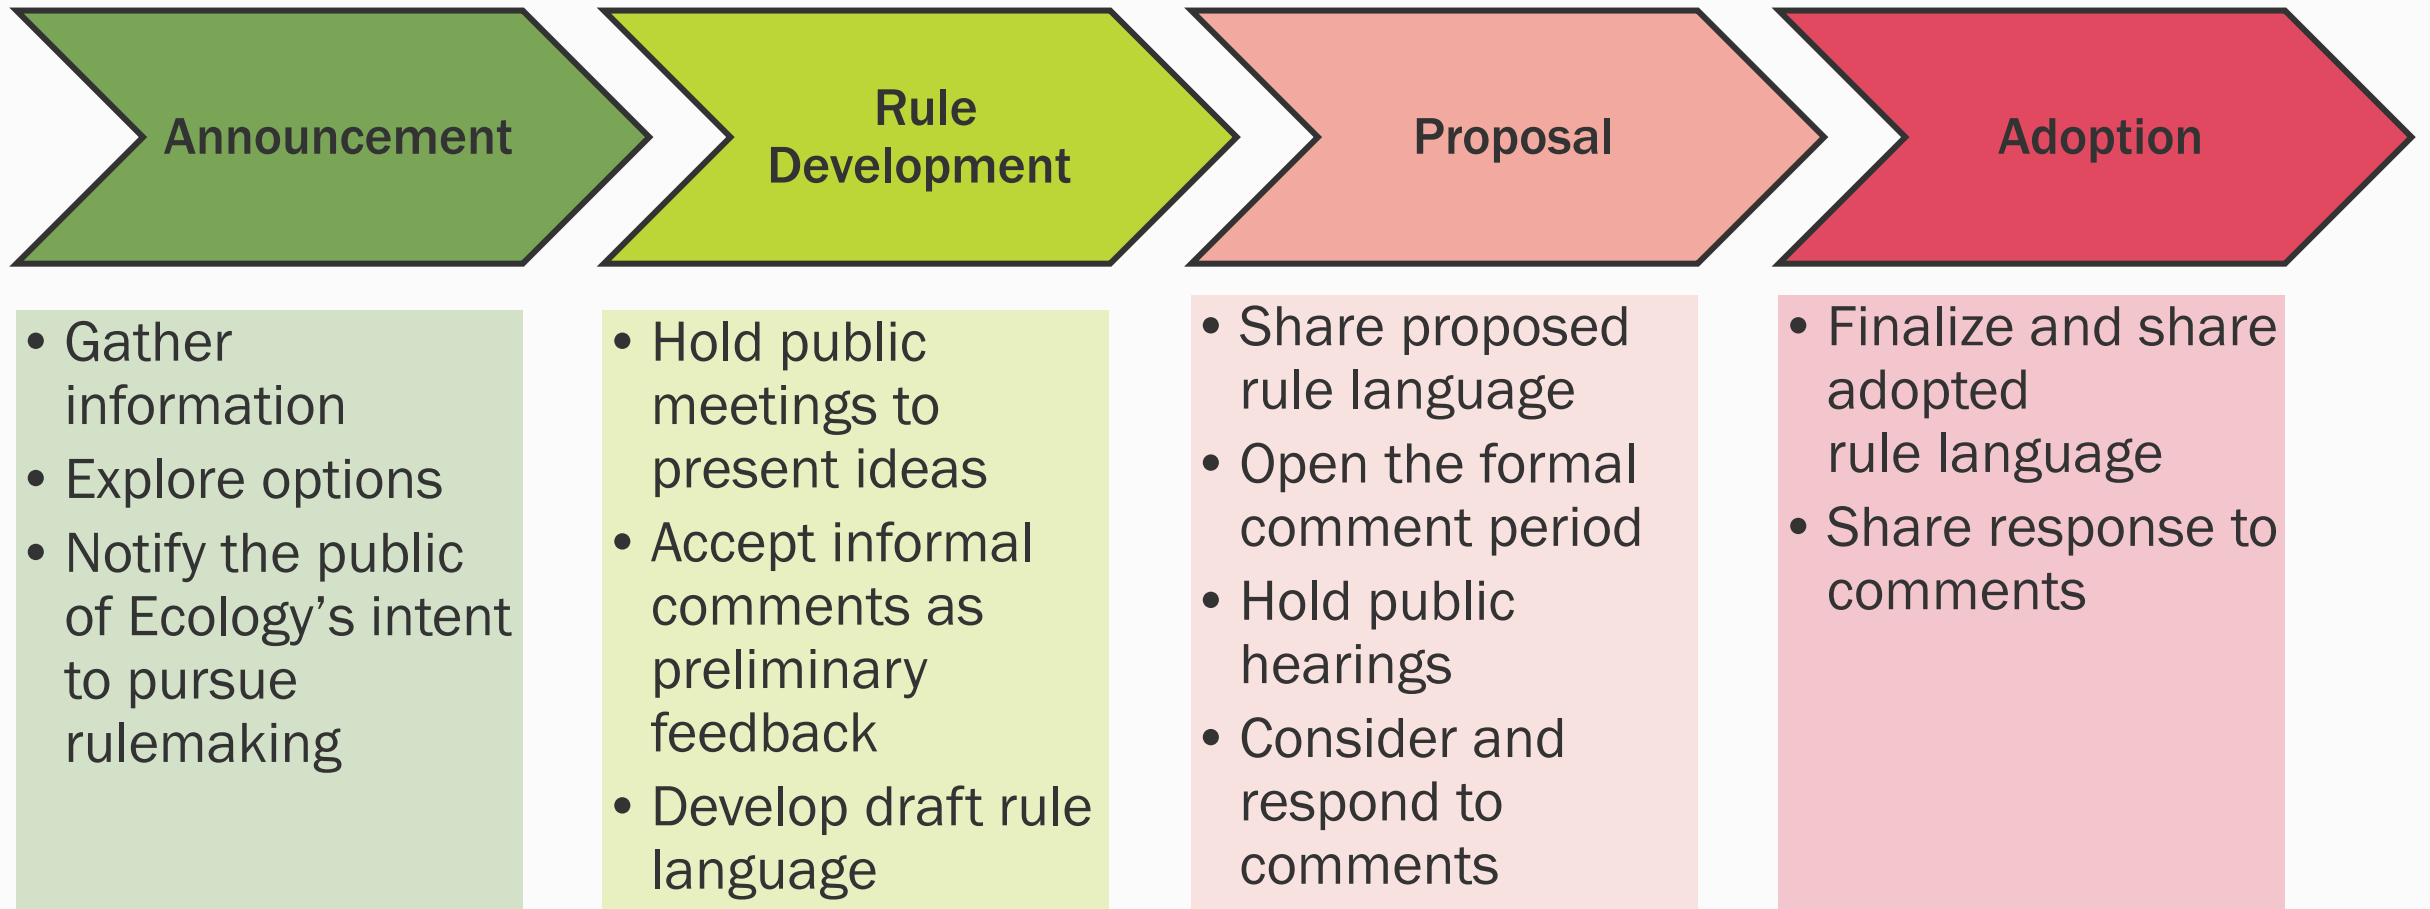 Announcement
Rule
Development
Proposal
Adoption
• Gather
information
• Explore options
• Notify the public
of Ecology’s intent
to pursue
rulemaking
• Hold public
meetings to
present ideas
• Accept informal
comments as
preliminary
feedback
• Develop draft rule
language
• Share proposed
rule language
• Open the formal
comment period
• Hold public
hearings
• Consider and
respond to
comments
• Finalize and share
adopted
rule language
• Share response to
comments